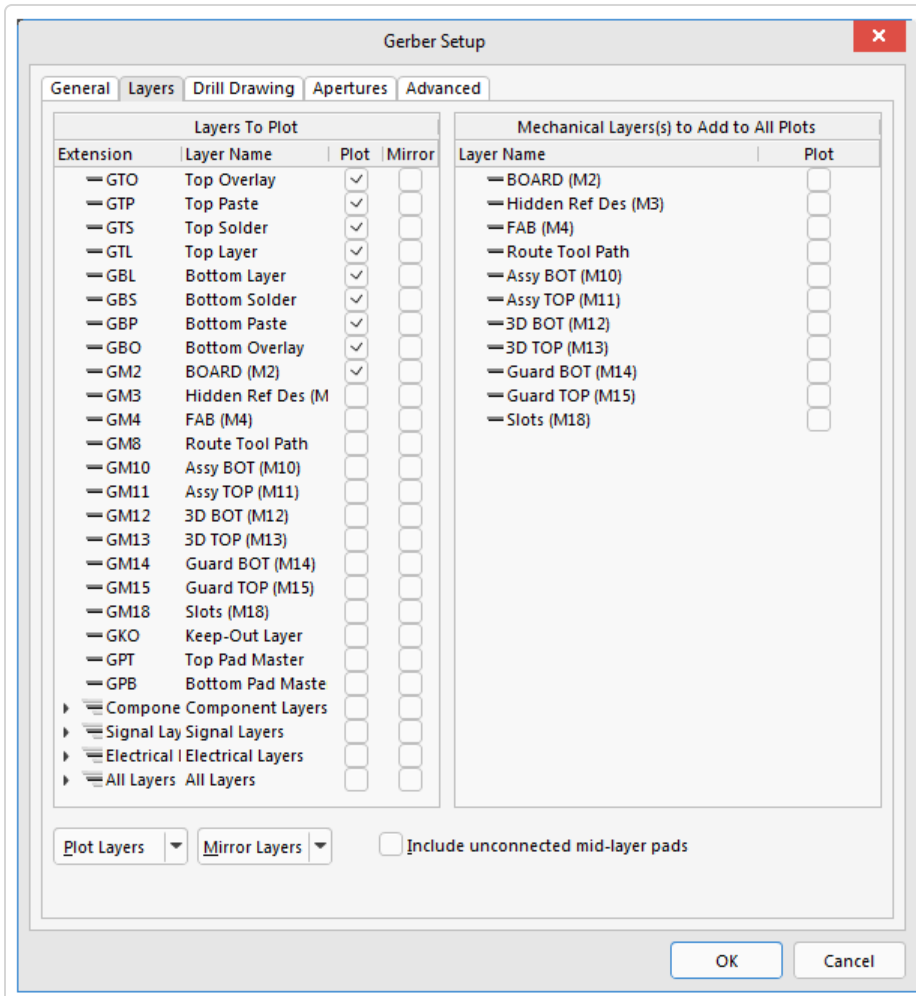 Gerber Setup
General Layers Drill Drawing Apertures Advanced
Layers To Plot
Extension Layer Name Plot Mirror
GTO Top Overlay
GTP Top Paste
GTS Top Solder
GTL Top Layer
GBL Bottom Layer
GBS Bottom Solder
GBP Bottom Paste
GBO Bottom Overlay
GM2 BOARD (M2)
GM3 Hidden Ref Des (M
GM4 FAB (M4)
GM8 Route Tool Path
GM10 Assy BOT (M10)
GM11 Assy TOP (M11)
GM12 3D BOT (M12)
GM13 3D TOP (M13)
GM14 Guard BOT (M14)
GM15 Guard TOP (M15)
GM18 Slots (M18)
GKO Keep-Out Layer
GPT Top Pad Master
GPB Bottom Pad Maste
Compone Component Layers
Signal Lay Signal Layers
Electrical l Electrical Layers
All Layers All Layers
Mechanical Layers(s) to Add to All Plots
Layer Name Plot
BOARD (M2)
Hidden Ref Des (M3)
FAB (M4)
Route Tool Path
Assy BOT (M10)
Assy TOP (M11)
3D BOT (M12)
3D TOP (M13)
Guard BOT (M14)
Guard TOP (M15)
Slots (M18)
Plot Layers Mirror Layers Include unconnected mid-layer pads
OK Cancel